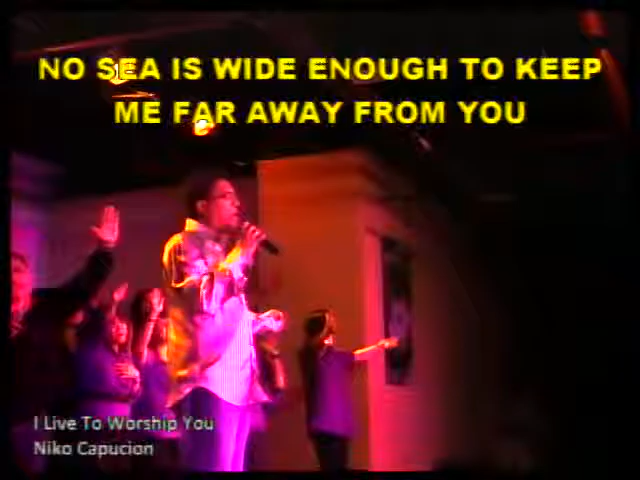 NO SEA IS WIDE ENOUGH TO KEEP
ME FAR AWAY FROM YOU
I Live To Worship You
Niko Capucion